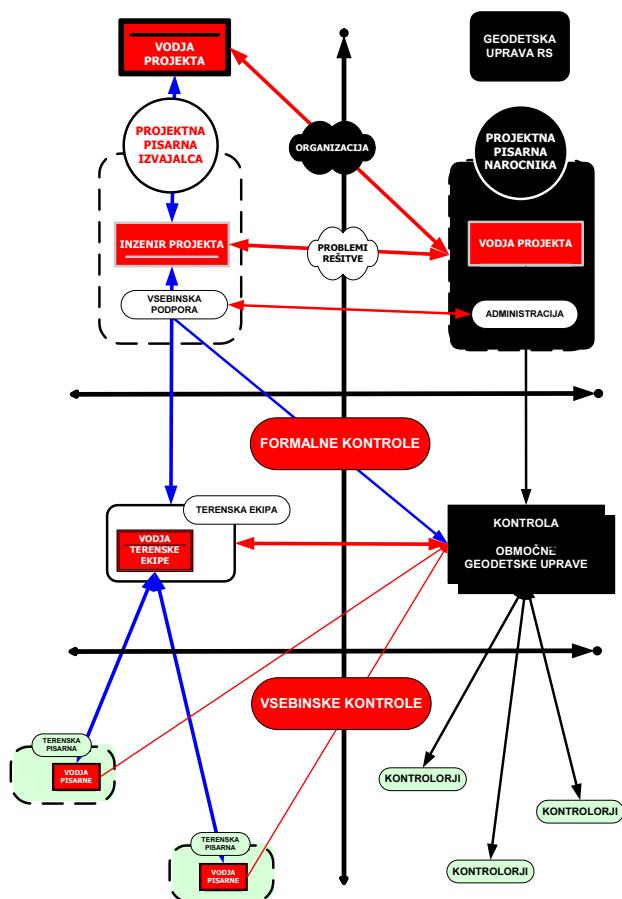 VODJA
PROJEKTA
GEODETSKA
UPRAVA RS
PROJEKTNA
PISARNA
IZVAJALCA
ORGANIZACIJA
PROJEKTNA
PISARNA
NAROCNIKA
INZENIR PROJEKTA
PROBLEMI
REŠITVE
VODJA PROJEKTA
VSEBINSKA
PODPORA
ADMINISTRACIJA
FORMALNE KONTROLE
TERENSKA EKIPA
VODJA
TERENSKE
EKIPE
KONTROLA
OBMOČNE
GEODETSKE UPRAVE
VSEBINSKE KONTROLE
TERENSKA
PISARNA
VODJA
PISARNE
KONTROLORJI
KONTROLORJI
TERENSKA
PISARNA
VODJA
PISARNE
KONTROLORJI